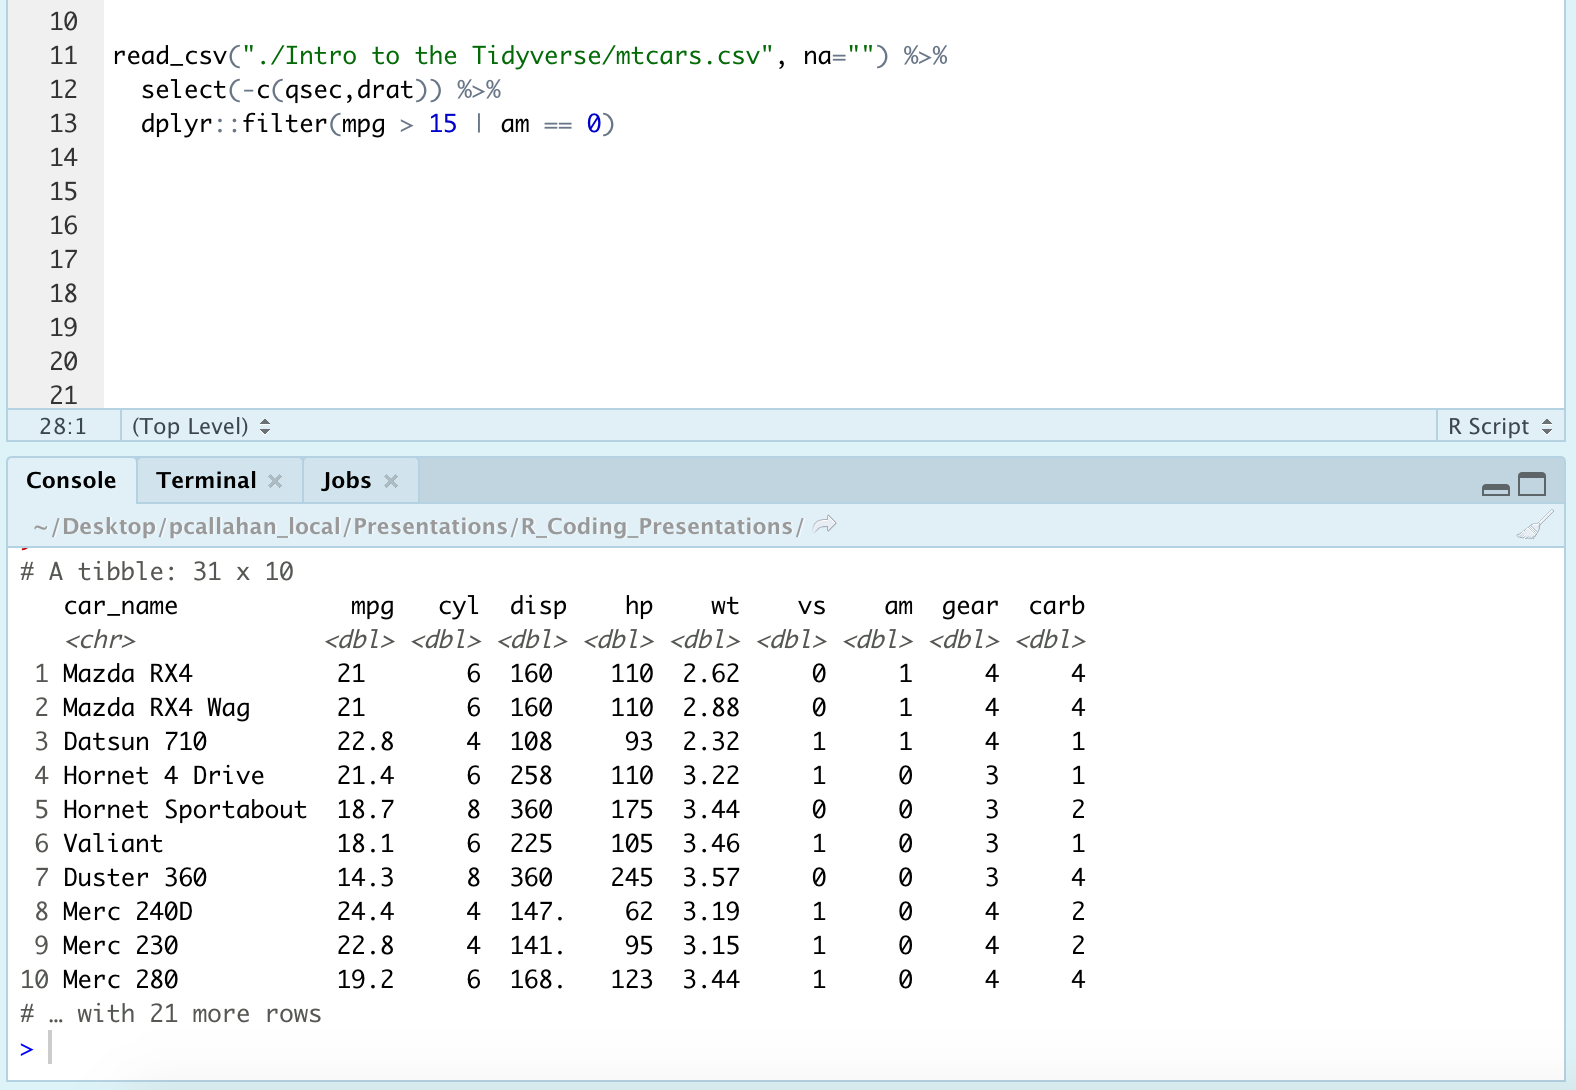 10
11 read_csv("./Intro to the Tidyverse/mtcars.csv", na="") %>%
12   select(-c(qsec,drat)) %>%
13   dplyr::filter(mpg > 15 | am == 0)
14
15
16
17
18
19
20
21
28:1 (Top Level) R Script
Console Terminal Jobs
~/Desktop/pcallahan_local/Presentations/R_Coding_Presentations/
# A tibble: 31 x 10
   car_name mpg cyl disp hp wt vs am gear carb
   <chr> <dbl> <dbl> <dbl> <dbl> <dbl> <dbl> <dbl> <dbl> <dbl>
 1 Mazda RX4 21 6 160 110 2.62 0 1 4 4
 2 Mazda RX4 Wag 21 6 160 110 2.88 0 1 4 4
 3 Datsun 710 22.8 4 108 93 2.32 1 1 4 1
 4 Hornet 4 Drive 21.4 6 258 110 3.22 1 0 3 1
 5 Hornet Sportabout 18.7 8 360 175 3.44 0 0 3 2
 6 Valiant 18.1 6 225 105 3.46 1 0 3 1
 7 Duster 360 14.3 8 360 245 3.57 0 0 3 4
 8 Merc 240D 24.4 4 147. 62 3.19 1 0 4 2
 9 Merc 230 22.8 4 141. 95 3.15 1 0 4 2
10 Merc 280 19.2 6 168. 123 3.44 1 0 4 4
# … with 21 more rows
>